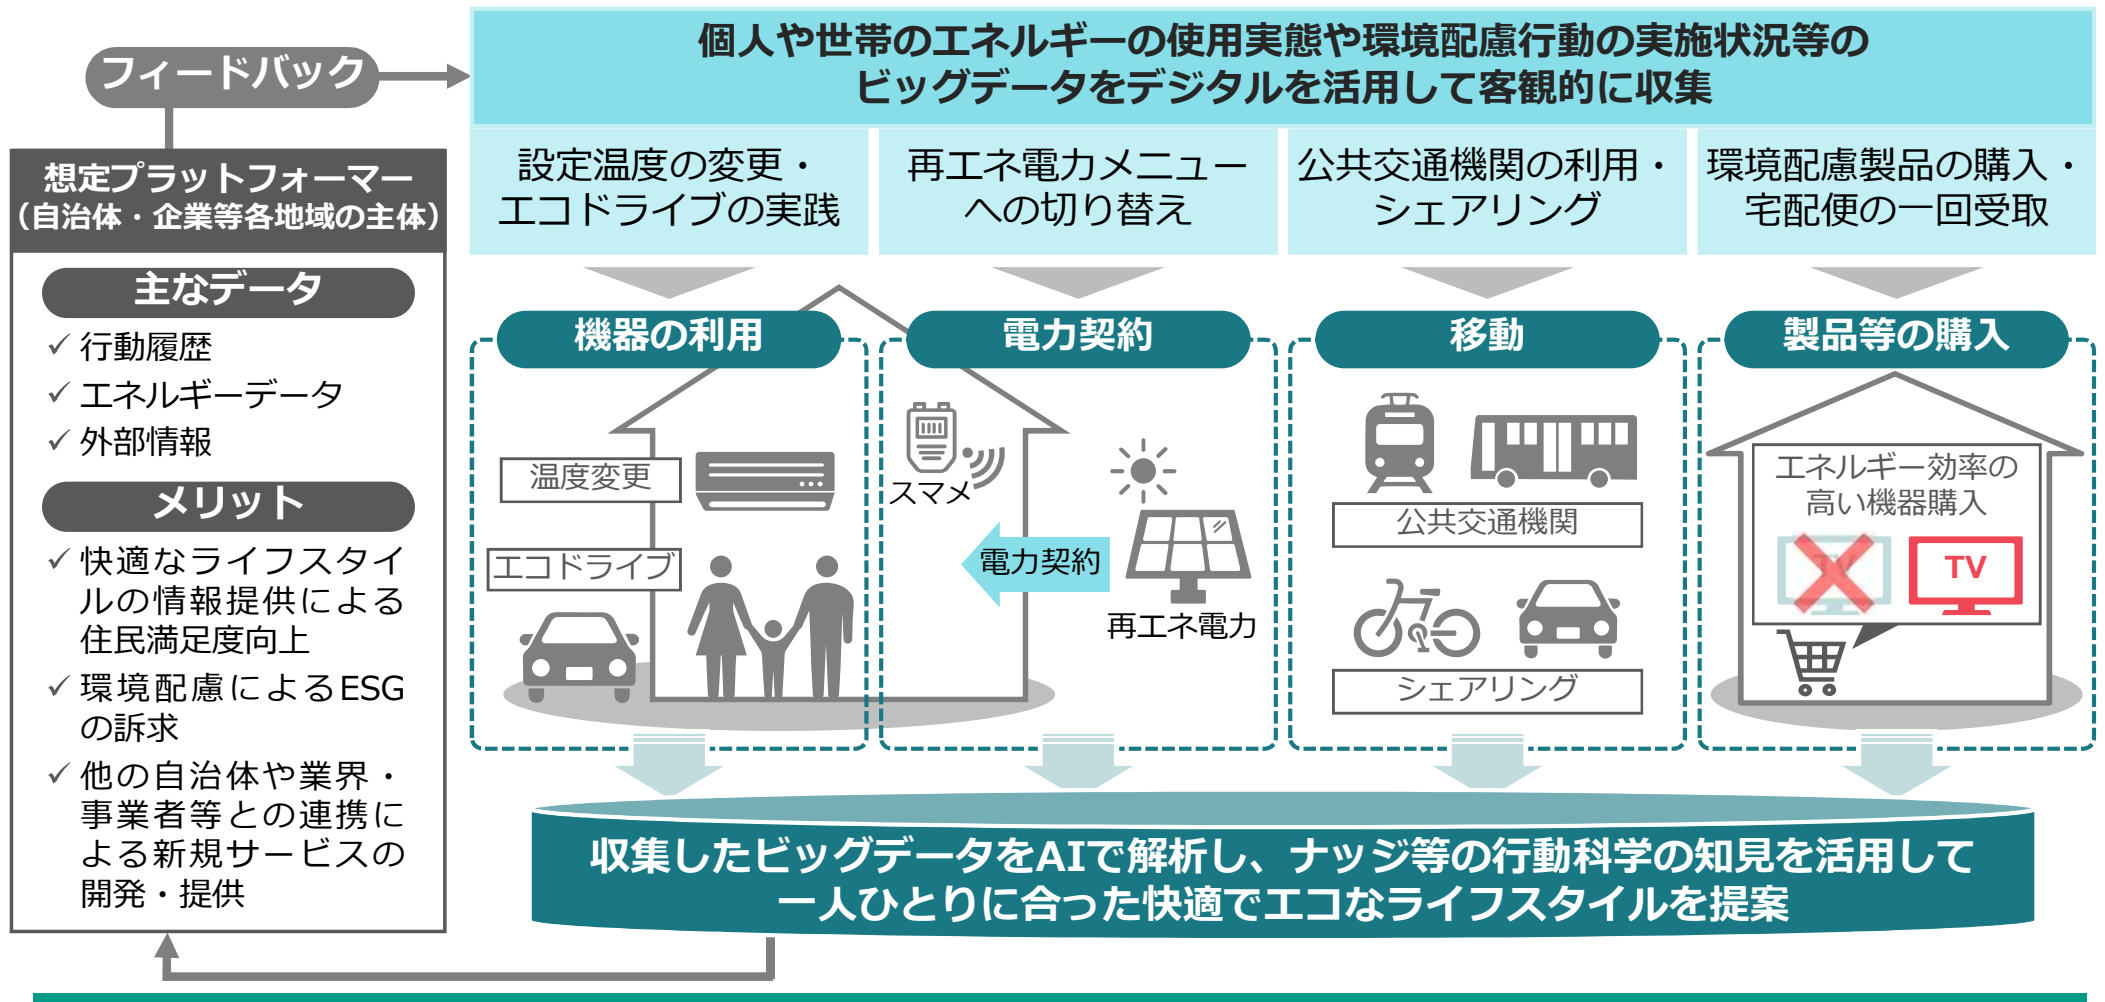 フィードバック
個人や世帯のエネルギーの使用実態や環境配慮行動の実施状況等の
ビッグデータをデジタルを活用して客観的に収集
設定温度の変更・
エコドライブの実践
再エネ電力メニュー
への切り替え
公共交通機関の利用・
シェアリング
環境配慮製品の購入・
宅配便の一回受取
想定プラットフォーマー
（自治体・企業等各地域の主体）
主なデータ
✓行動履歴
✓エネルギーデータ
✓外部情報
メリット
✓快適なライフスタイ
ルの情報提供による
住民満足度向上
✓環境配慮によるESG
の訴求
✓他の自治体や業界・
事業者等との連携に
よる新規サービスの
開発・提供
機器の利用
温度変更
エコドライブ
電力契約
スマメ
電力契約
再エネ電力
移動
公共交通機関
シェアリング
製品等の購入
エネルギー効率の
高い機器購入
TV
収集したビッグデータをAIで解析し、ナッジ等の行動科学の知見を活用して
一人ひとりに合った快適でエコなライフスタイルを提案